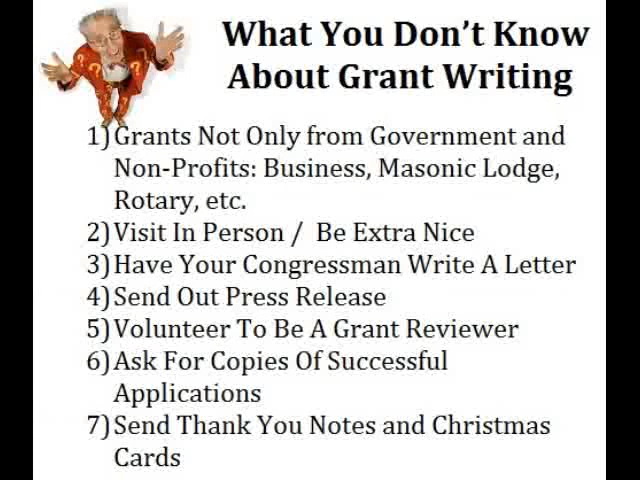 What You Don't Know
About Grant Writing
1) Grants Not Only from Government and
Non-Profits: Business, Masonic Lodge,
Rotary, etc.
2) Visit In Person /  Be Extra Nice
3) Have Your Congressman Write A Letter
4) Send Out Press Release
5) Volunteer To Be A Grant Reviewer
6) Ask For Copies Of Successful
Applications
7) Send Thank You Notes and Christmas
Cards